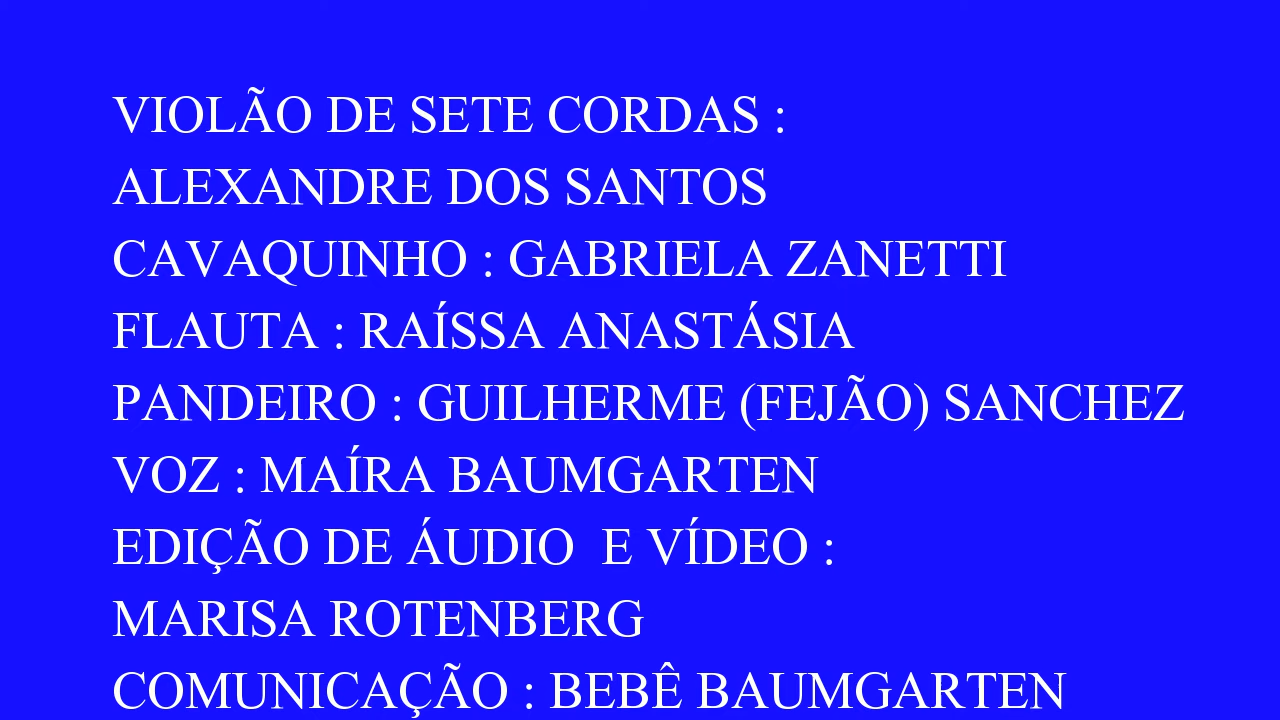 VIOLÃO DE SETE CORDAS :
ALEXANDRE DOS SANTOS
CAVAQUINHO : GABRIELA ZANETTI
FLAUTA : RAÍSSA ANASTÁSIA
PANDEIRO : GUILHERME (FEJÃO) SANCHEZ
VOZ : MAÍRA BAUMGARTEN
EDIÇÃO DE ÁUDIO  E VÍDEO :
MARISA ROTENBERG
COMUNICAÇÃO : BEBÊ BAUMGARTEN